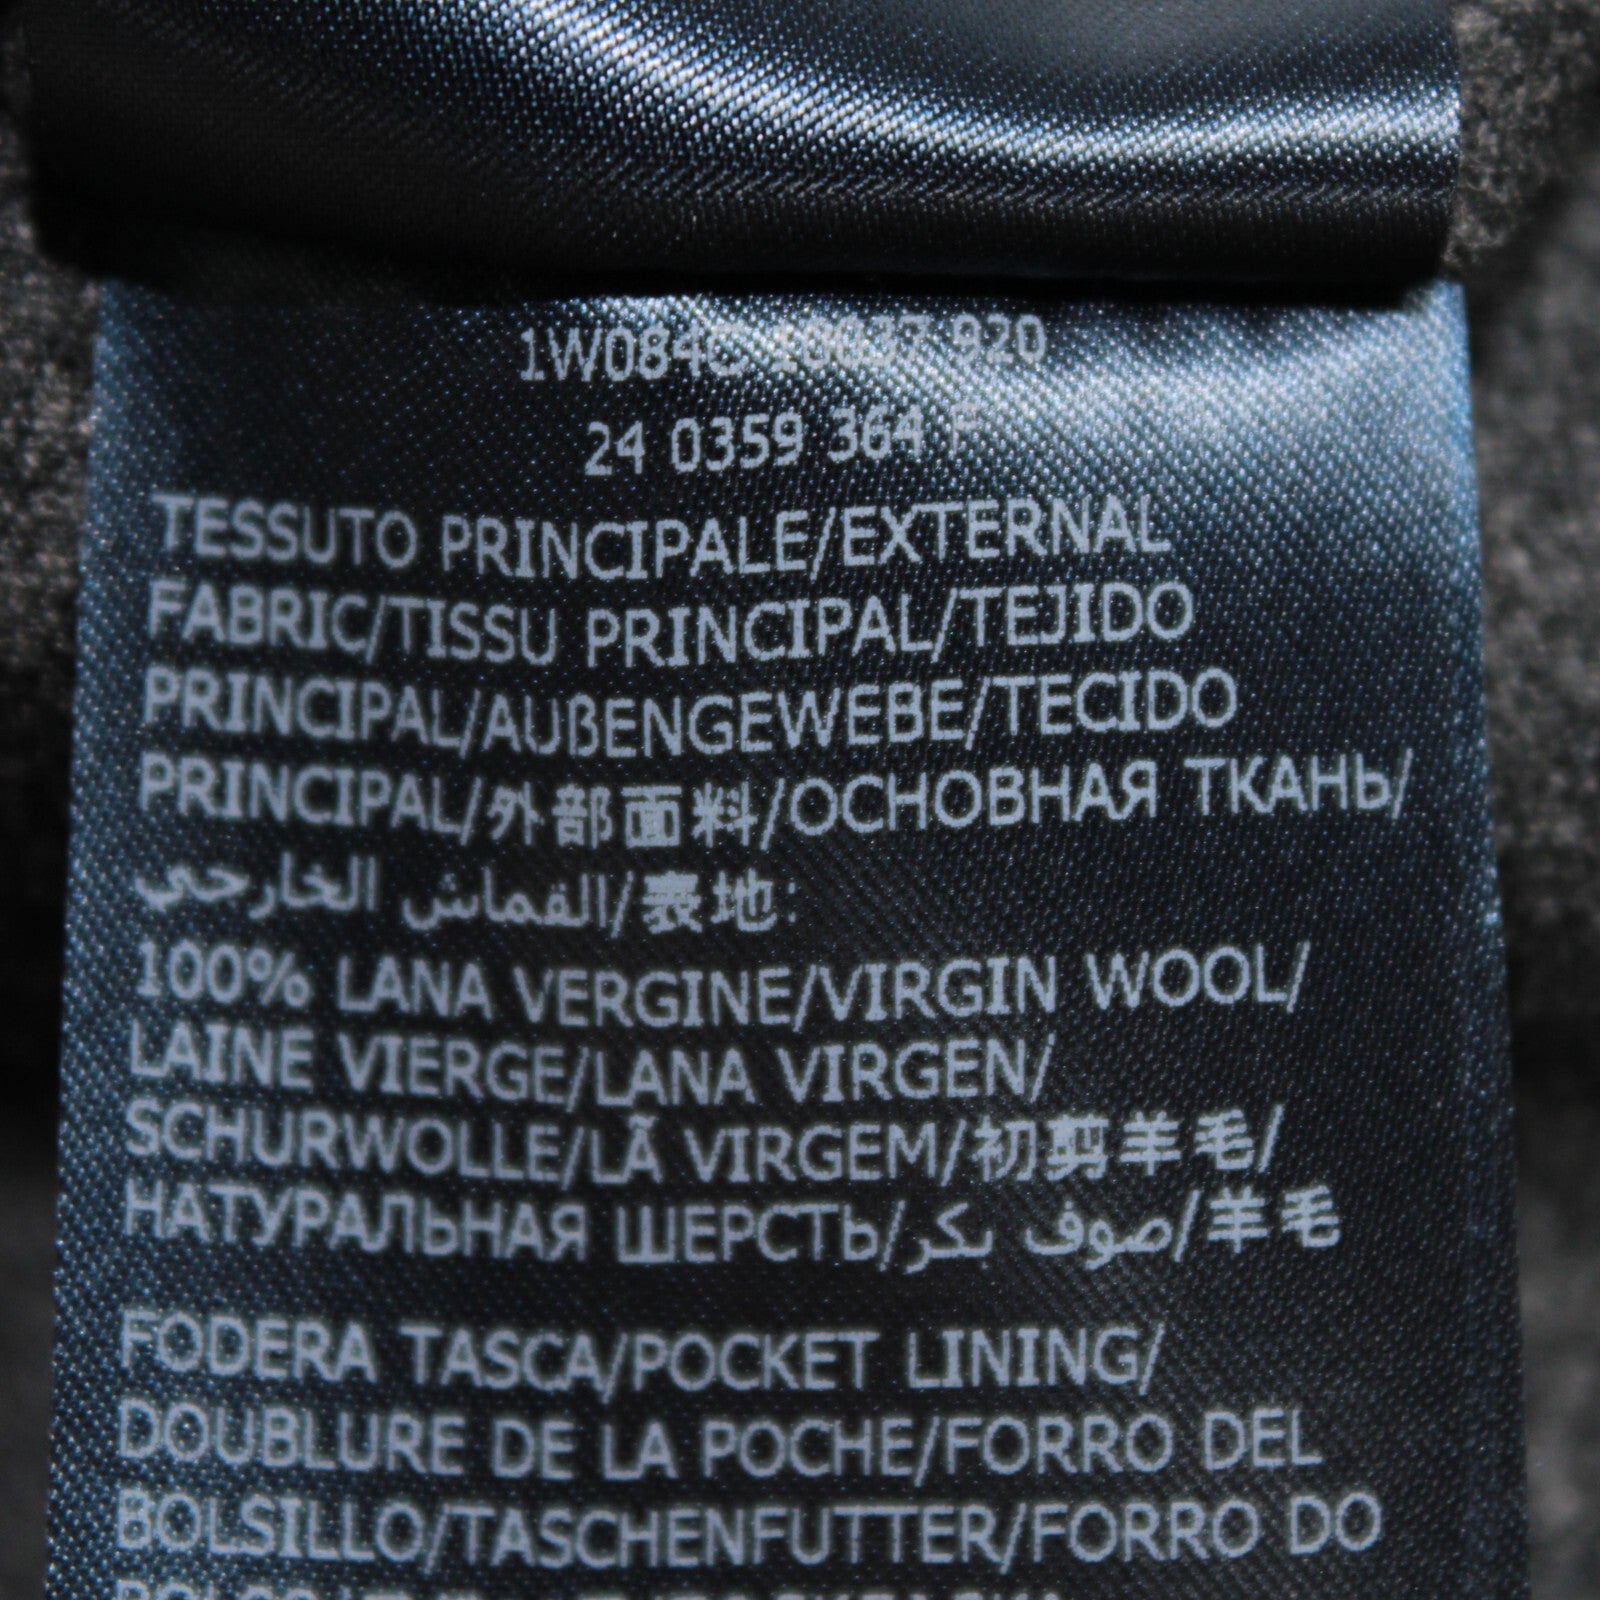 1W084C 10037 920
24 0359 364 F
TESSUTO PRINCIPALE/EXTERNAL
FABRIC/TISSU PRINCIPAL/TEJIDO
PRINCIPAL/AUßENGEWEBE/TECIDO
PRINCIPAL/外部面料/ОСНОВНАЯ ТКАНЬ/
القماش الخارجي/表地:
100% LANA VERGINE/VIRGIN WOOL/
LAINE VIERGE/LANA VIRGEN/
SCHURWOLLE/LÃ VIRGEM/初剪羊毛/
НАТУРАЛЬНАЯ ШЕРСТЬ/صوف بكر/羊毛
FODERA TASCA/POCKET LINING/
DOUBLURE DE LA POCHE/FORRO DEL
BOLSILLO/TASCHENFUTTER/FORRO DO